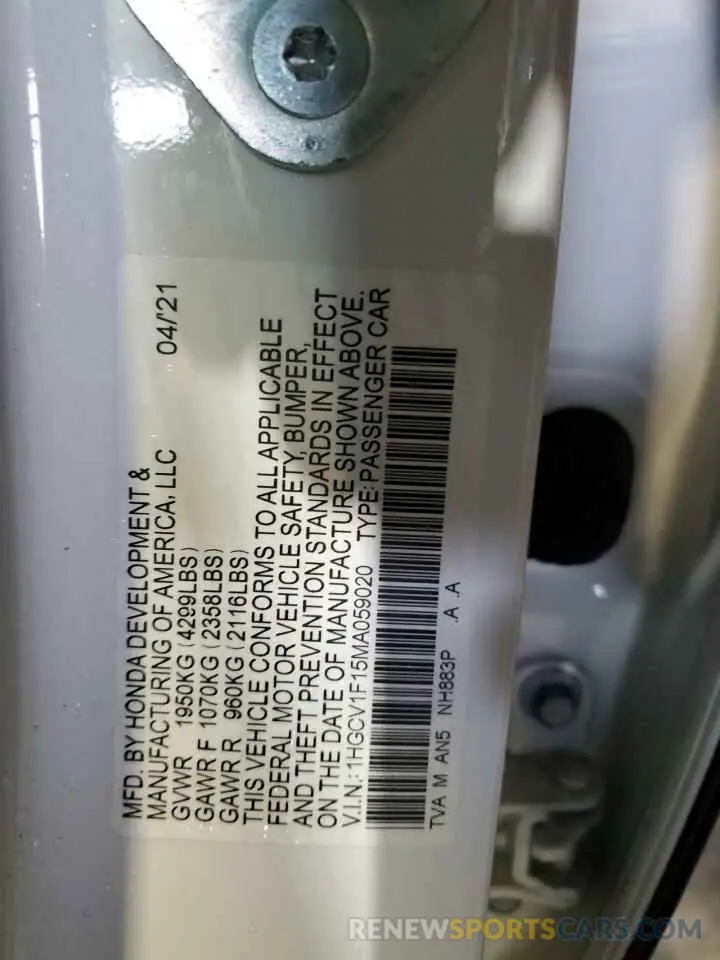 MFD. BY HONDA DEVELOPMENT &
MANUFACTURING OF AMERICA, LLC 04/'21
GVWR 1950KG (4299LBS)
GAWR F 1070KG (2358LBS)
GAWR R 960KG (2116LBS)
THIS VEHICLE CONFORMS TO ALL APPLICABLE
FEDERAL MOTOR VEHICLE SAFETY, BUMPER,
AND THEFT PREVENTION STANDARDS IN EFFECT
ON THE DATE OF MANUFACTURE SHOWN ABOVE.
V.I.N.: 1HGCV1F15MA059020 TYPE: PASSENGER CAR
TVA M AN5 NH883P .A .A
RENEWSPORTSCARS.COM